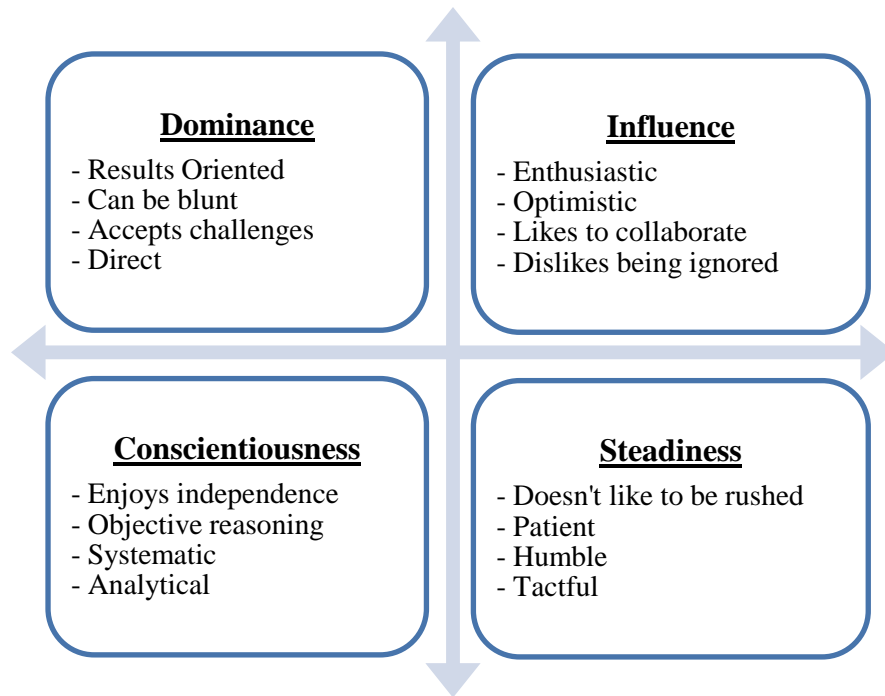 Dominance
- Results Oriented
- Can be blunt
- Accepts challenges
- Direct
Influence
- Enthusiastic
- Optimistic
- Likes to collaborate
- Dislikes being ignored
Conscientiousness
- Enjoys independence
- Objective reasoning
- Systematic
- Analytical
Steadiness
- Doesn't like to be rushed
- Patient
- Humble
- Tactful